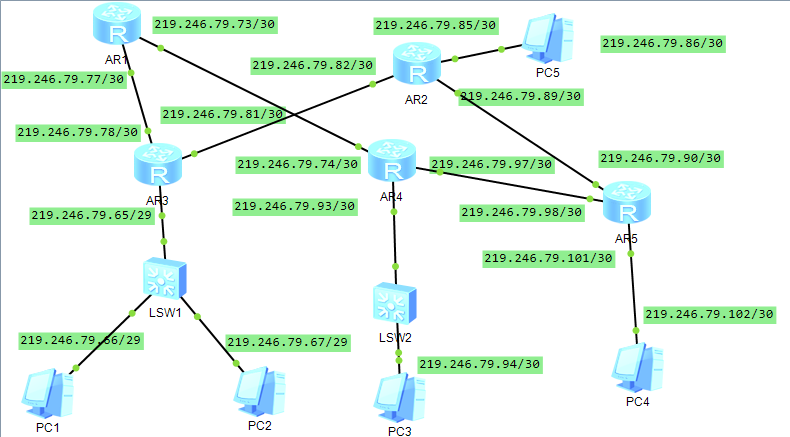 219.246.79.73/30
219.246.79.85/30
219.246.79.86/30
R
AR1
219.246.79.82/30
R
PC5
219.246.79.77/30
AR2
219.246.79.89/30
219.246.79.81/30
219.246.79.78/30
219.246.79.74/30
R
219.246.79.97/30
219.246.79.90/30
R
AR3
219.246.79.93/30
AR4
219.246.79.98/30
R
219.246.79.65/29
AR5
219.246.79.101/30
LSW1
219.246.79.102/30
LSW2
219.246.79.66/29
219.246.79.67/29
219.246.79.94/30
PC4
PC1
PC2
PC3